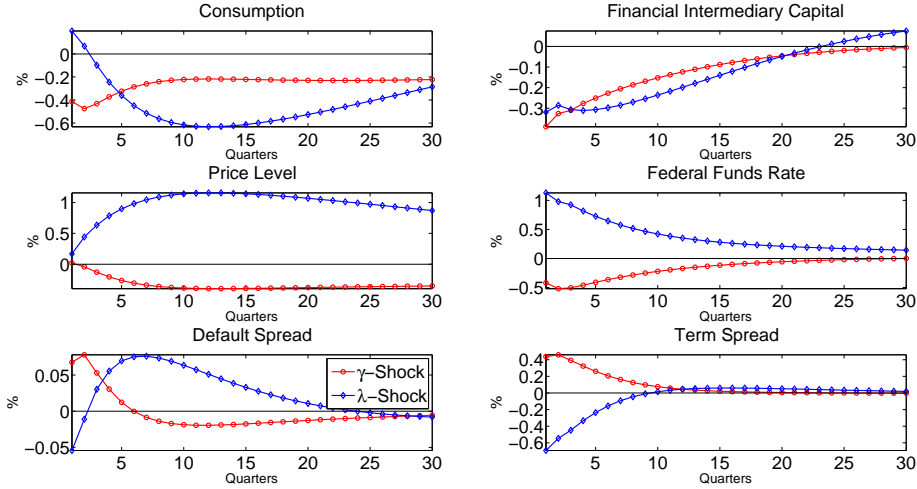 Consumption
%
0
−0.2
−0.4
−0.6
5 10 15 20 25 30
Quarters
Financial Intermediary Capital
%
0
−0.1
−0.2
−0.3
5 10 15 20 25 30
Quarters
Price Level
%
1
0.5
0
5 10 15 20 25 30
Quarters
Federal Funds Rate
%
1
0.5
0
−0.5
5 10 15 20 25 30
Quarters
Default Spread
%
0.05
0
−0.05
5 10 15 20 25 30
Quarters
γ−Shock
λ−Shock
Term Spread
%
0.4
0.2
0
−0.2
−0.4
−0.6
5 10 15 20 25 30
Quarters